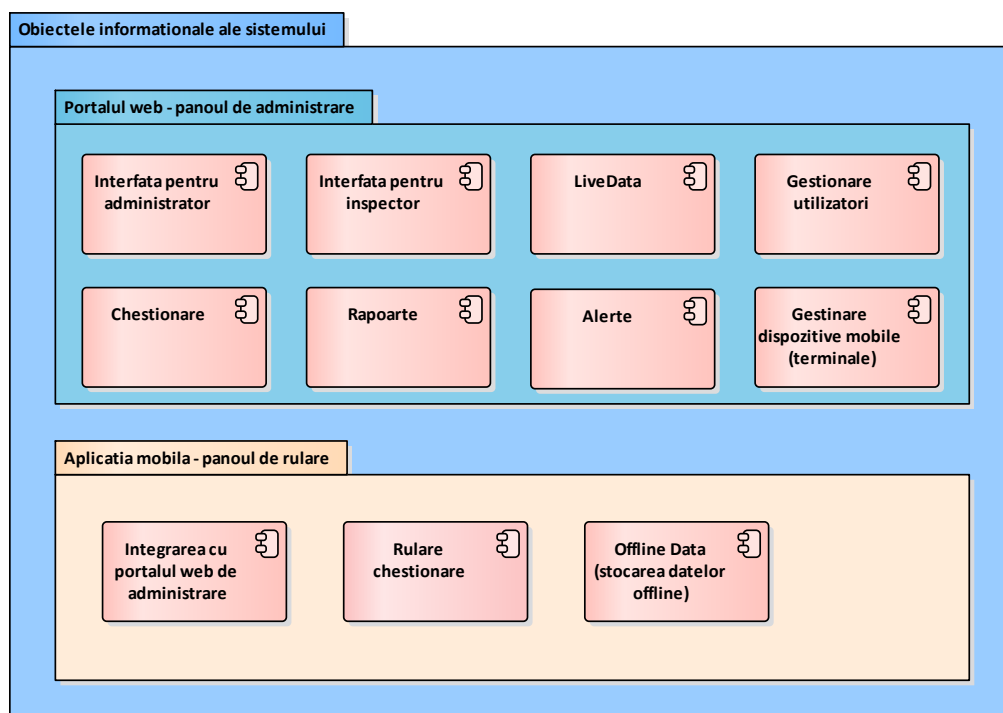 Obiectele informationale ale sistemului
Portalul web - panoul de administrare
Interfata pentru
administrator
Interfata pentru
inspector
LiveData
Gestionare
utilizatori
Chestionare
Rapoarte
Alerte
Gestinare
dispozitive mobile
(terminale)
Aplicatia mobila - panoul de rulare
Integrarea cu
portalul web de
administrare
Rulare
chestionare
Offline Data
(stocarea datelor
offline)